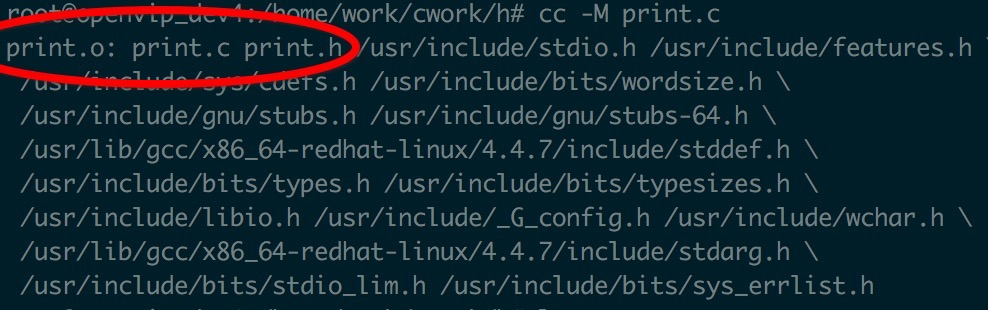 root@openvip_dev4:/home/work/cwork/h# cc -M print.c
print.o: print.c print.h /usr/include/stdio.h /usr/include/features.h \
/usr/include/sys/cdefs.h /usr/include/bits/wordsize.h \
/usr/include/gnu/stubs.h /usr/include/gnu/stubs-64.h \
/usr/lib/gcc/x86_64-redhat-linux/4.4.7/include/stddef.h \
/usr/include/bits/types.h /usr/include/bits/typesizes.h \
/usr/include/libio.h /usr/include/_G_config.h /usr/include/wchar.h \
/usr/lib/gcc/x86_64-redhat-linux/4.4.7/include/stdarg.h \
/usr/include/bits/stdio_lim.h /usr/include/bits/sys_errlist.h